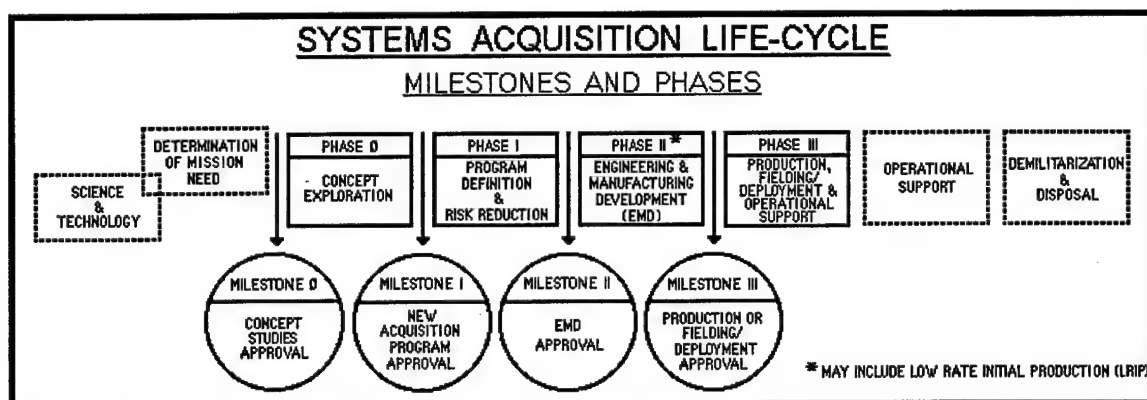 SYSTEMS ACQUISITION LIFE-CYCLE
MILESTONES AND PHASES
SCIENCE
&
TECHNOLOGY
DETERMINATION
OF MISSION
NEED
PHASE Ø
CONCEPT
EXPLORATION
PHASE I
PROGRAM
DEFINITION
&
RISK REDUCTION
PHASE II*
ENGINEERING &
MANUFACTURING
DEVELOPMENT
(EMD)
PHASE III
PRODUCTION,
FIELDING/
DEPLOYMENT &
OPERATIONAL
SUPPORT
OPERATIONAL
SUPPORT
DEMILITARIZATION
&
DISPOSAL
MILESTONE Ø
CONCEPT
STUDIES
APPROVAL
MILESTONE I
NEW
ACQUISITION
PROGRAM
APPROVAL
MILESTONE II
EMD
APPROVAL
MILESTONE III
PRODUCTION OR
FIELDING/
DEPLOYMENT
APPROVAL
* MAY INCLUDE LOW RATE INITIAL PRODUCTION (LRIP)